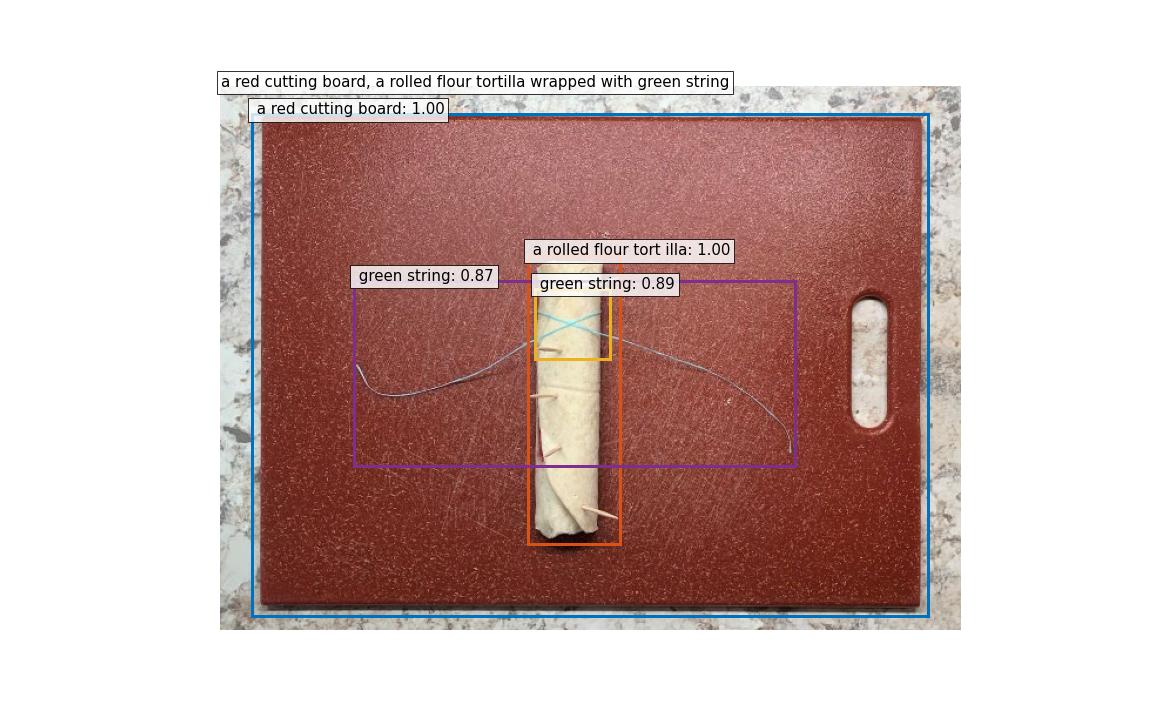 a red cutting board, a rolled flour tortilla wrapped with green string
a red cutting board: 1.00
a rolled flour tort illa: 1.00
green string: 0.87
green string: 0.89